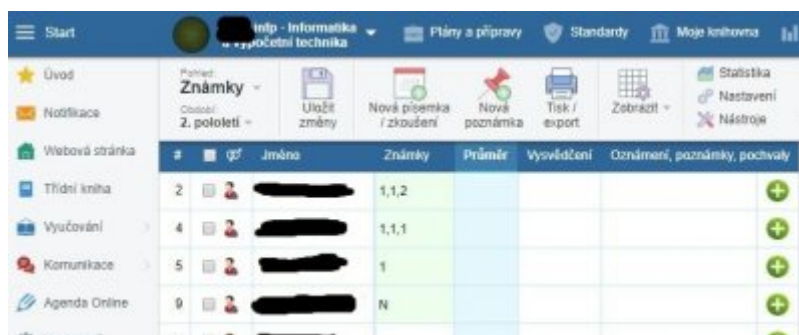 Start
infp - Informatika
a výpočetní technika
Plány a přípravy
Standardy
Moje knihovna
Úvod
Notifikace
Webová stránka
Třídní kniha
Vyučování
Komunikace
Agenda Online
Pohled:
Známky
Období:
2. pololetí
Uložit
změny
Nová písemka
/ zkoušení
Nová
poznámka
Tisk /
export
Zobrazit
Statistika
Nastavení
Nástroje
# Jméno Známky Průměr Vysvědčení Oznámení, poznámky, pochvaly
2 1,1,2
4 1,1,1
5 1
9 N